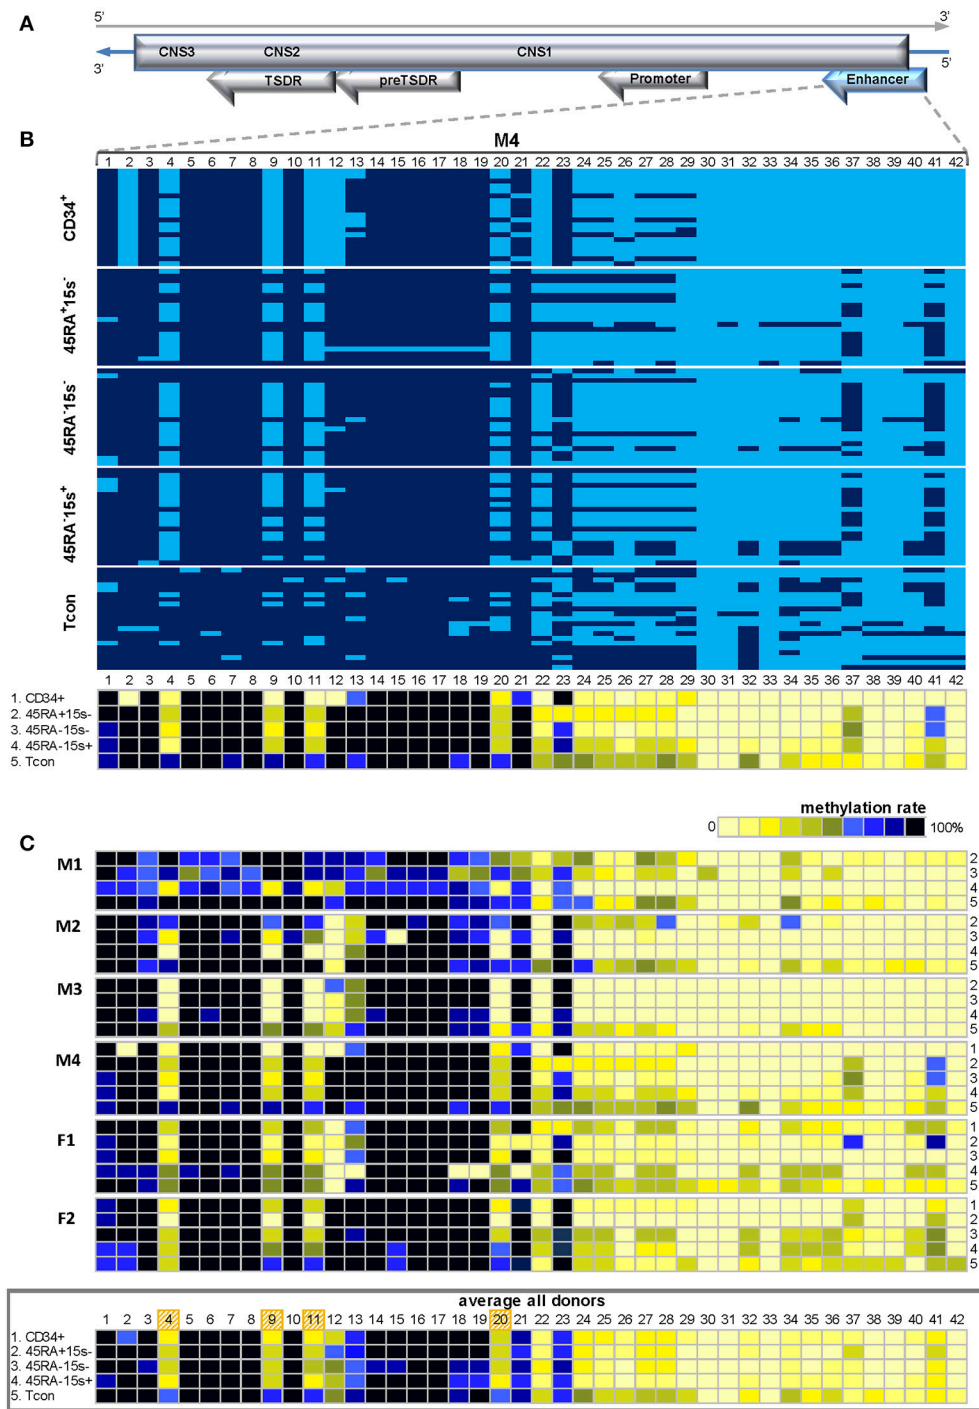 A
5'
3'
CNS3 CNS2 CNS1
3'
5'
TSDR preTSDR Promoter Enhancer
B
M4
1 2 3 4 5 6 7 8 9 10 11 12 13 14 15 16 17 18 19 20 21 22 23 24 25 26 27 28 29 30 31 32 33 34 35 36 37 38 39 40 41 42
CD34+
45RA+15s-
45RA-15s-
45RA-15s+
Tcon
1 2 3 4 5 6 7 8 9 10 11 12 13 14 15 16 17 18 19 20 21 22 23 24 25 26 27 28 29 30 31 32 33 34 35 36 37 38 39 40 41 42
1. CD34+
2. 45RA+15s-
3. 45RA-15s-
4. 45RA-15s+
5. Tcon
methylation rate
0 100%
C
M1
2
3
4
5
M2
2
3
4
5
M3
2
3
4
5
M4
1
2
3
4
5
F1
1
2
3
4
5
F2
1
2
3
4
5
average all donors
1 2 3 4 5 6 7 8 9 10 11 12 13 14 15 16 17 18 19 20 21 22 23 24 25 26 27 28 29 30 31 32 33 34 35 36 37 38 39 40 41 42
1. CD34+
2. 45RA+15s-
3. 45RA-15s-
4. 45RA-15s+
5. Tcon